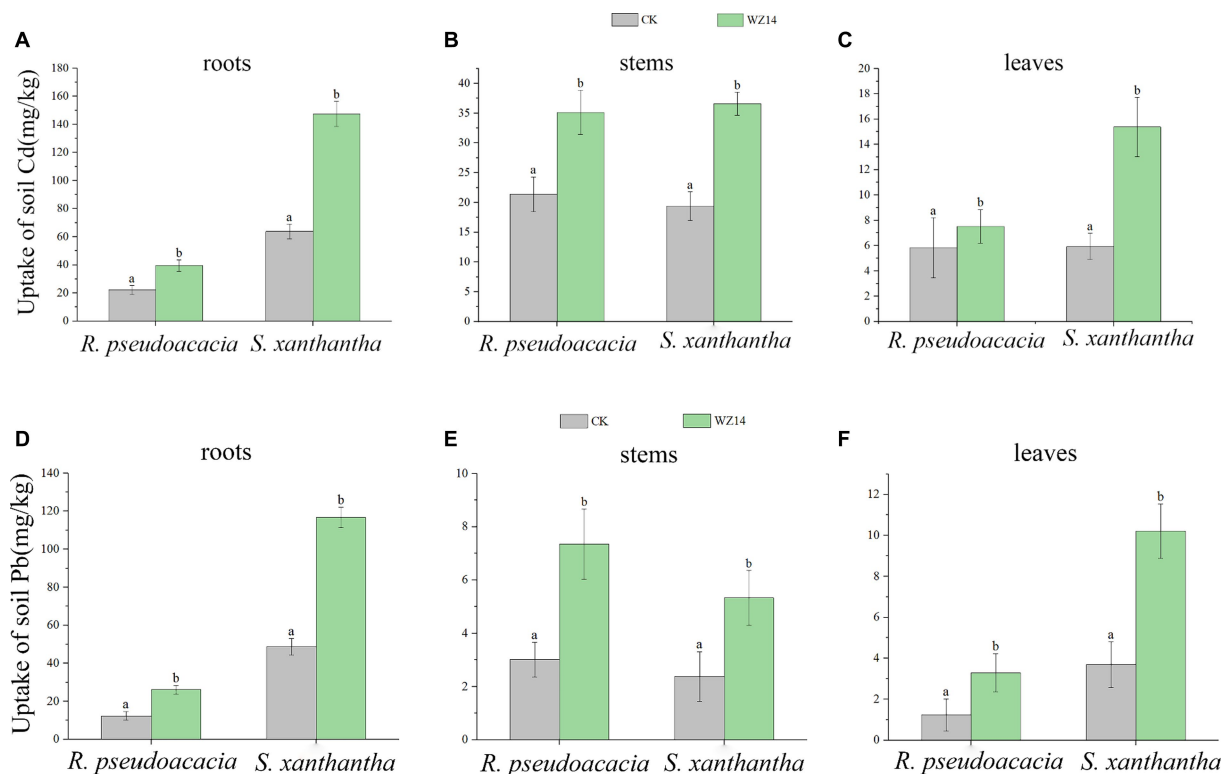 CK WZ14
A B C
roots stems leaves
Uptake of soil Cd(mg/kg)
180
160
140
120
100
80
60
40
20
0
a b a b
R. pseudoacacia S. xanthantha
35
30
25
20
15
10
5
0
a b a b
R. pseudoacacia S. xanthantha
20
18
16
14
12
10
8
6
4
2
0
a b a b
R. pseudoacacia S. xanthantha
CK WZ14
D E F
roots stems leaves
Uptake of soil Pb(mg/kg)
140
120
100
80
60
40
20
0
a b a b
R. pseudoacacia S. xanthantha
10
8
6
4
2
0
a b a b
R. pseudoacacia S. xanthantha
12
10
8
6
4
2
0
a b a b
R. pseudoacacia S. xanthantha